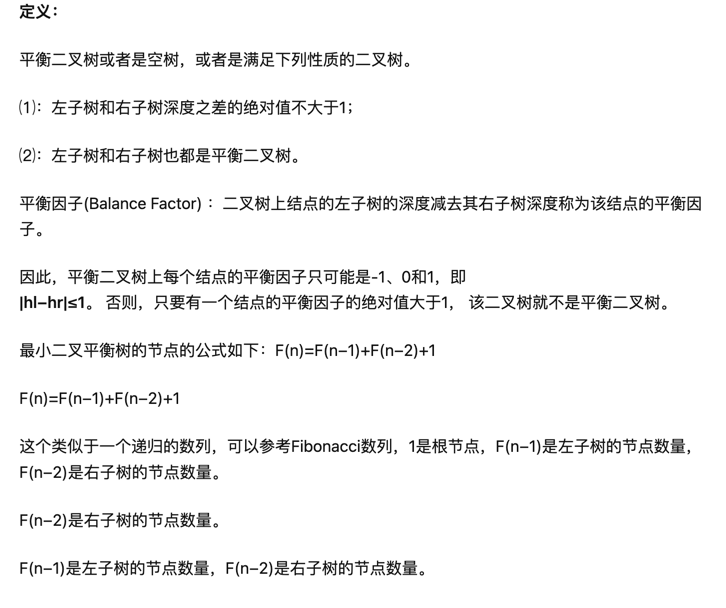 定义：
平衡二叉树或者是空树，或者是满足下列性质的二叉树。
⑴：左子树和右子树深度之差的绝对值不大于1；
⑵：左子树和右子树也都是平衡二叉树。
平衡因子(Balance Factor) ：二叉树上结点的左子树的深度减去其右子树深度称为该结点的平衡因
子。
因此，平衡二叉树上每个结点的平衡因子只可能是-1、0和1，即
|hl−hr|≤1。 否则，只要有一个结点的平衡因子的绝对值大于1， 该二叉树就不是平衡二叉树。
最小二叉平衡树的节点的公式如下：F(n)=F(n−1)+F(n−2)+1
F(n)=F(n−1)+F(n−2)+1
这个类似于一个递归的数列，可以参考Fibonacci数列，1是根节点，F(n−1)是左子树的节点数量，
F(n−2)是右子树的节点数量。
F(n−2)是右子树的节点数量。
F(n−1)是左子树的节点数量，F(n−2)是右子树的节点数量。